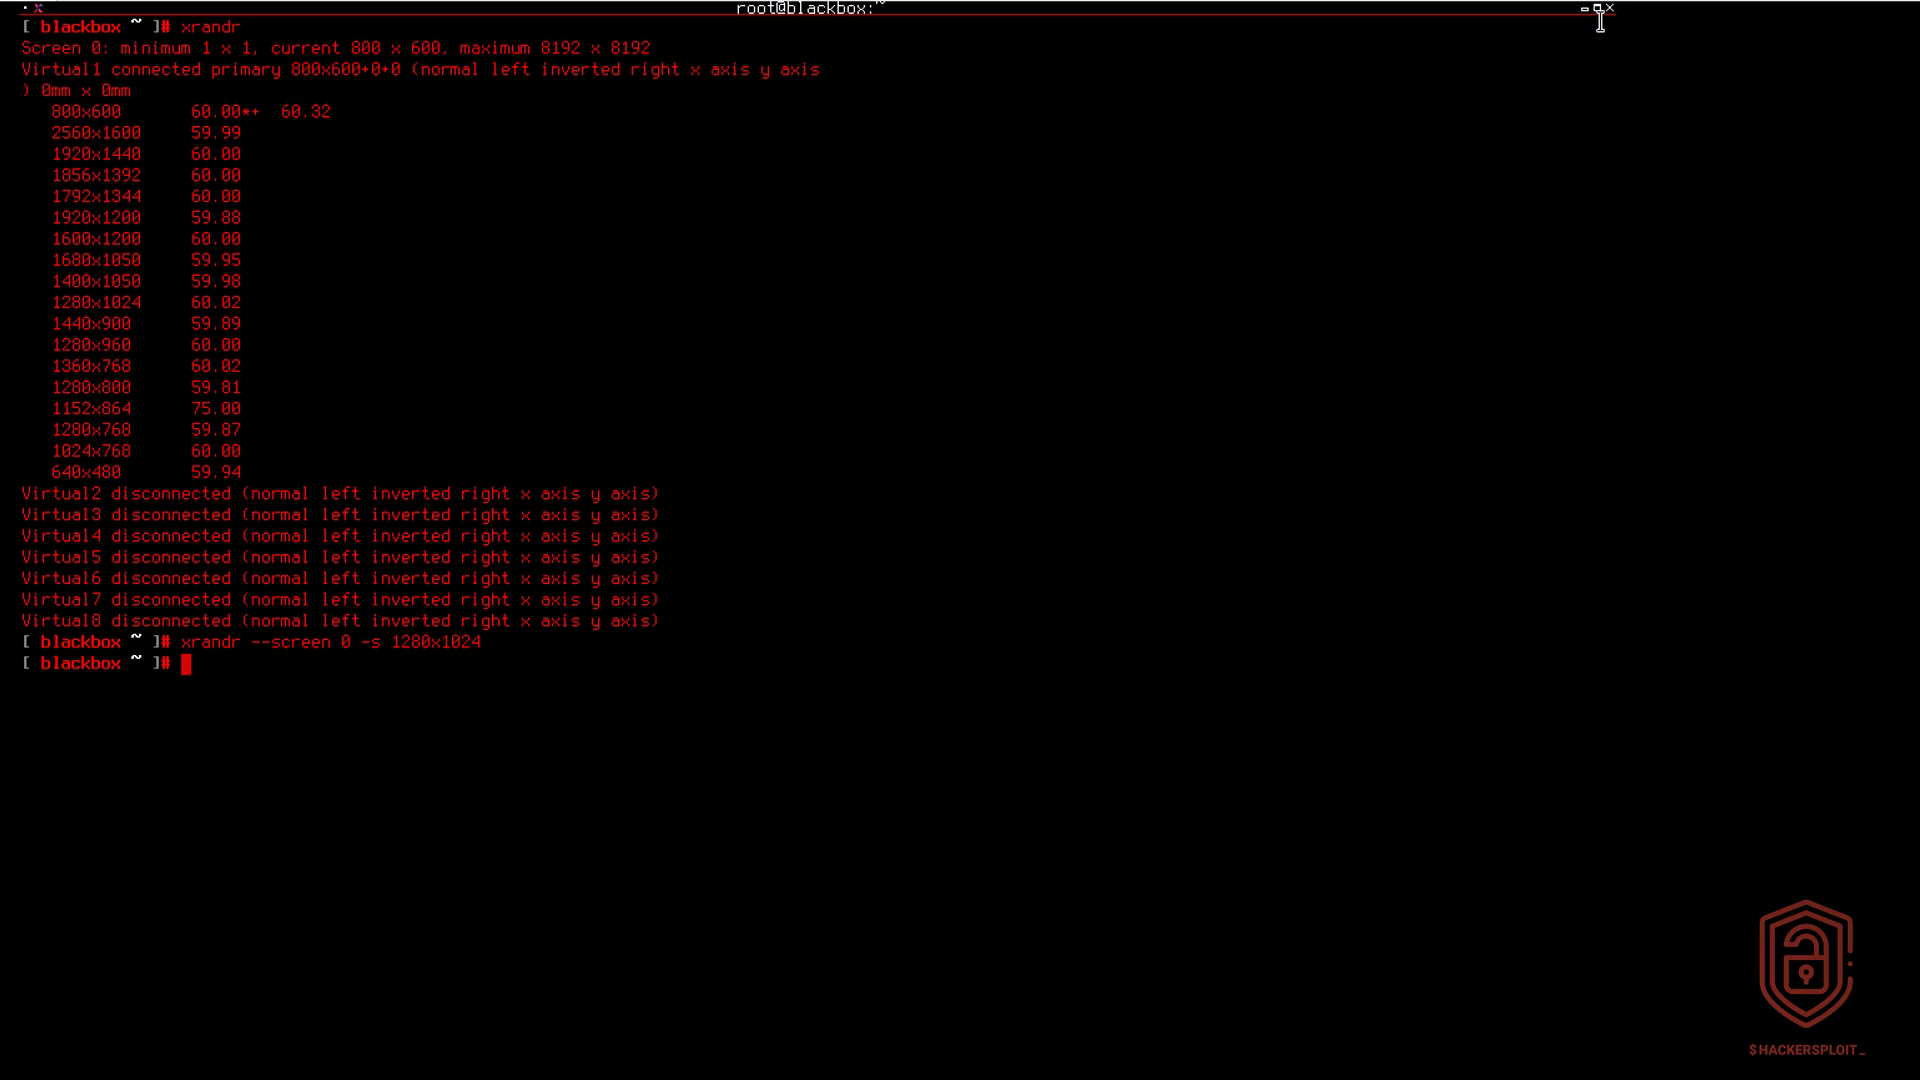 root@blackbox:~
[ blackbox ~ ]# xrandr
Screen 0: minimum 1 x 1, current 800 x 600, maximum 8192 x 8192
Virtual1 connected primary 800x600+0+0 (normal left inverted right x axis y axis
) 0mm x 0mm
800x600 60.00*+ 60.32
2560x1600 59.99
1920x1440 60.00
1856x1392 60.00
1792x1344 60.00
1920x1200 59.88
1600x1200 60.00
1680x1050 59.95
1400x1050 59.98
1280x1024 60.02
1440x900 59.89
1280x960 60.00
1360x768 60.02
1280x800 59.81
1152x864 75.00
1280x768 59.87
1024x768 60.00
640x480 59.94
Virtual2 disconnected (normal left inverted right x axis y axis)
Virtual3 disconnected (normal left inverted right x axis y axis)
Virtual4 disconnected (normal left inverted right x axis y axis)
Virtual5 disconnected (normal left inverted right x axis y axis)
Virtual6 disconnected (normal left inverted right x axis y axis)
Virtual7 disconnected (normal left inverted right x axis y axis)
Virtual8 disconnected (normal left inverted right x axis y axis)
[ blackbox ~ ]# xrandr --screen 0 -s 1280x1024
[ blackbox ~ ]#
$HACKERSPLOIT_